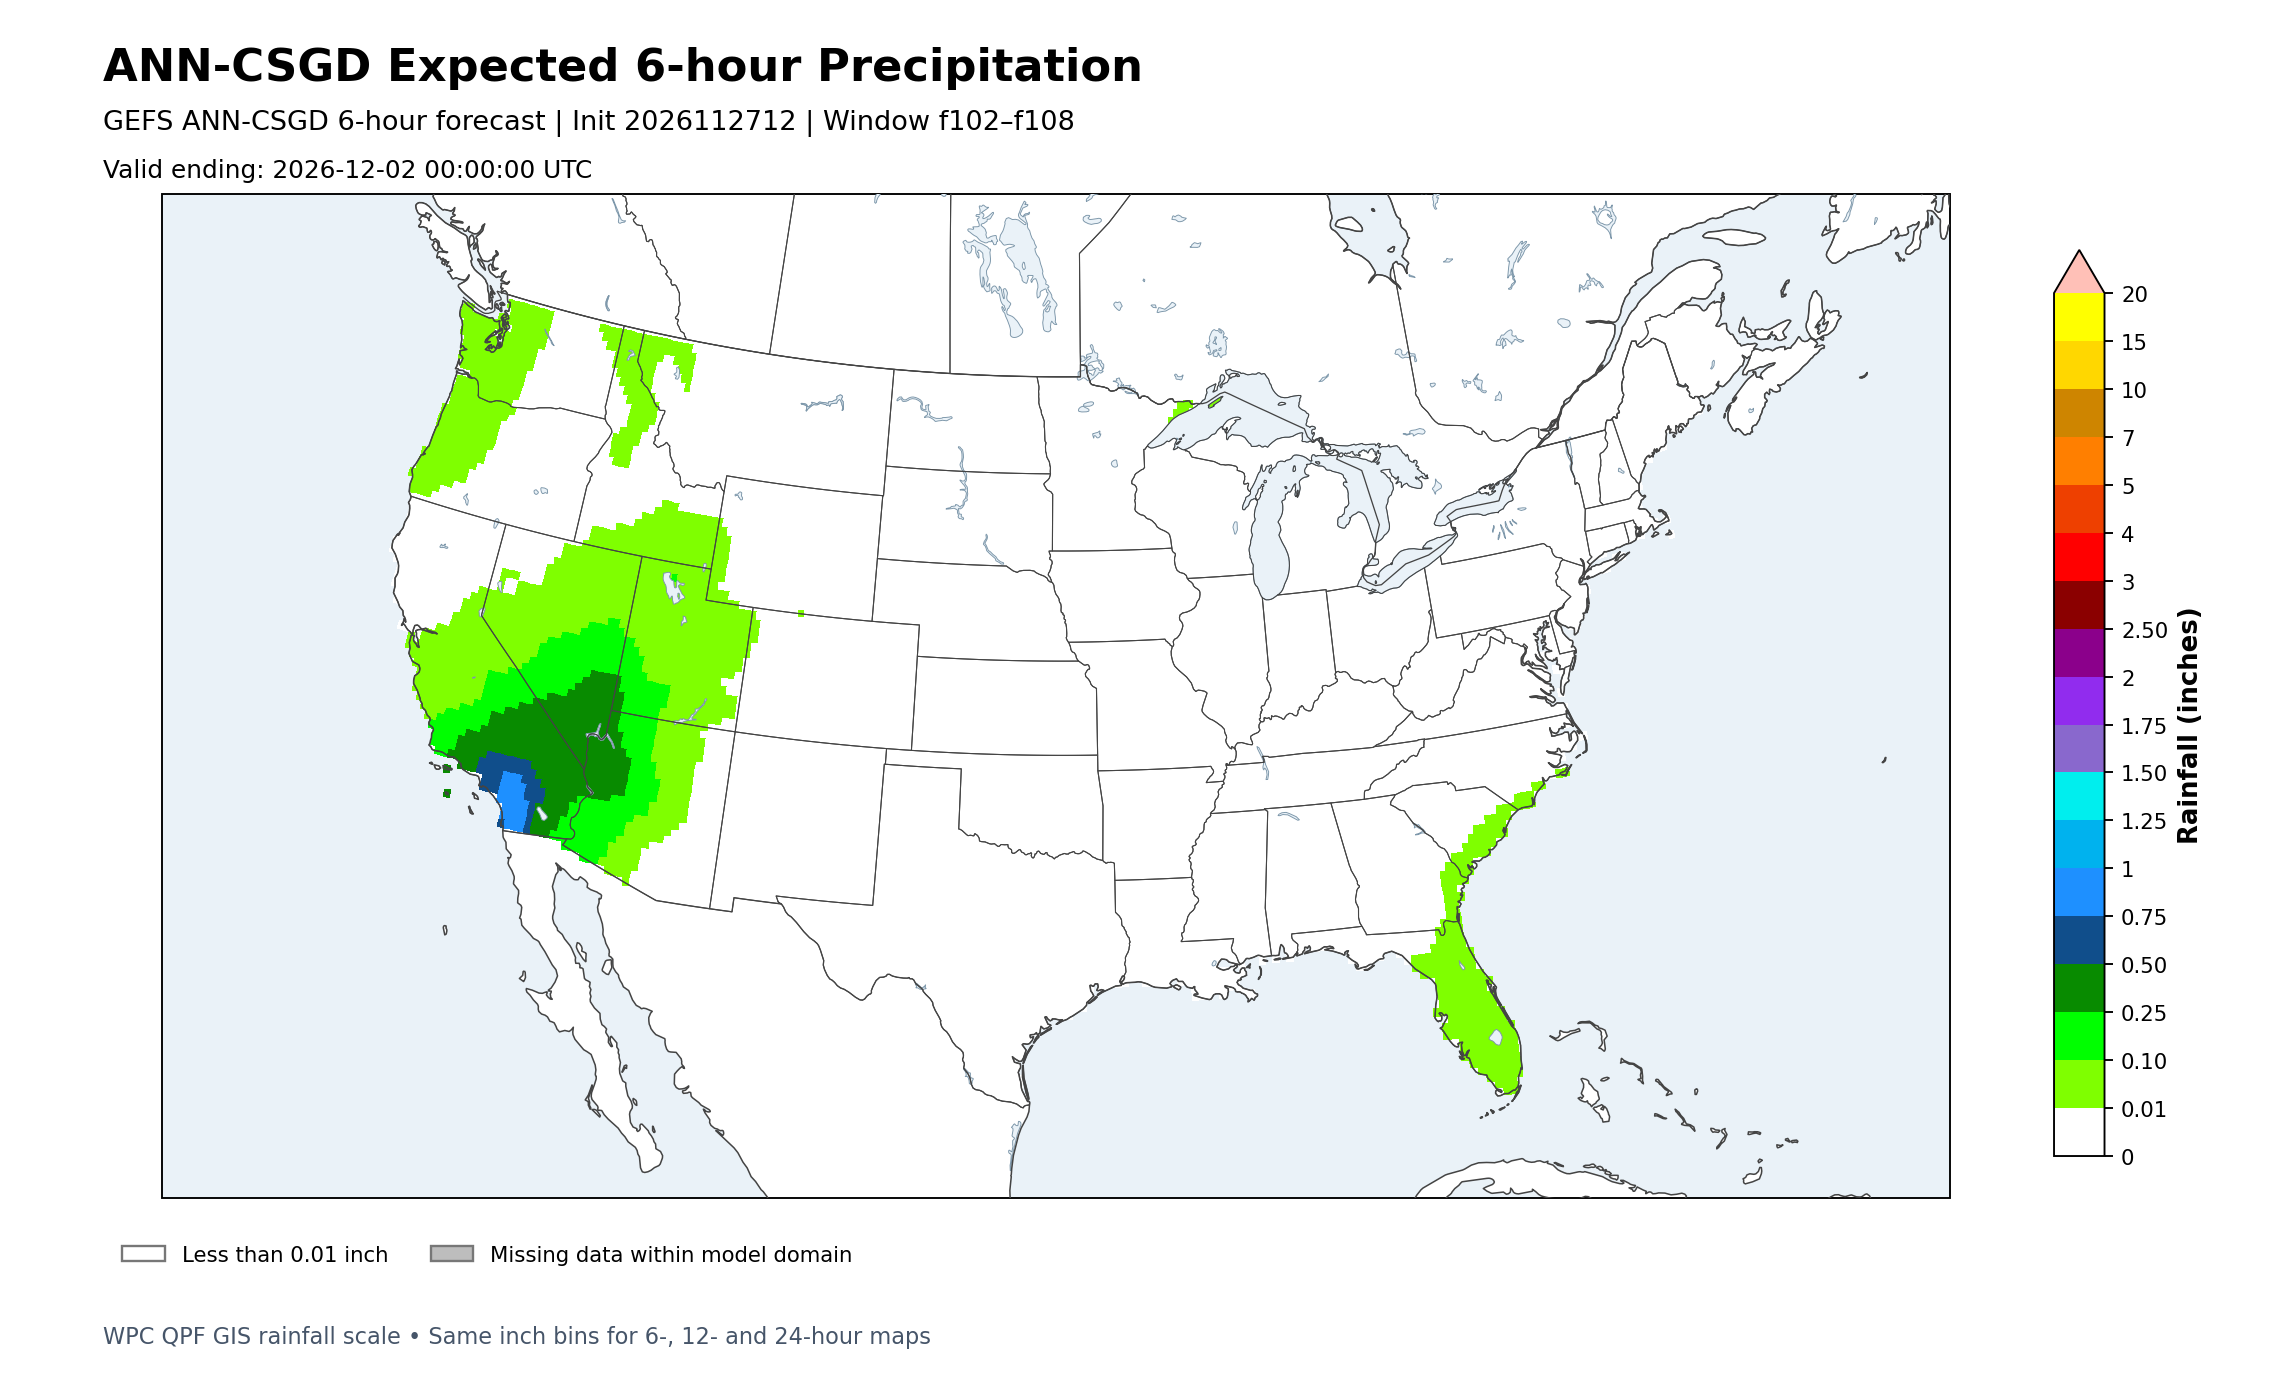 ANN-CSGD Expected 6-hour Precipitation
GEFS ANN-CSGD 6-hour forecast | Init 2026112712 | Window f102–f108
Valid ending: 2026-12-02 00:00:00 UTC
20
15
10
7
5
4
3
2.50
2
1.75
1.50
1.25
1
0.75
0.50
0.25
0.10
0.01
0
Rainfall (inches)
Less than 0.01 inch
Missing data within model domain
WPC QPF GIS rainfall scale • Same inch bins for 6-, 12- and 24-hour maps